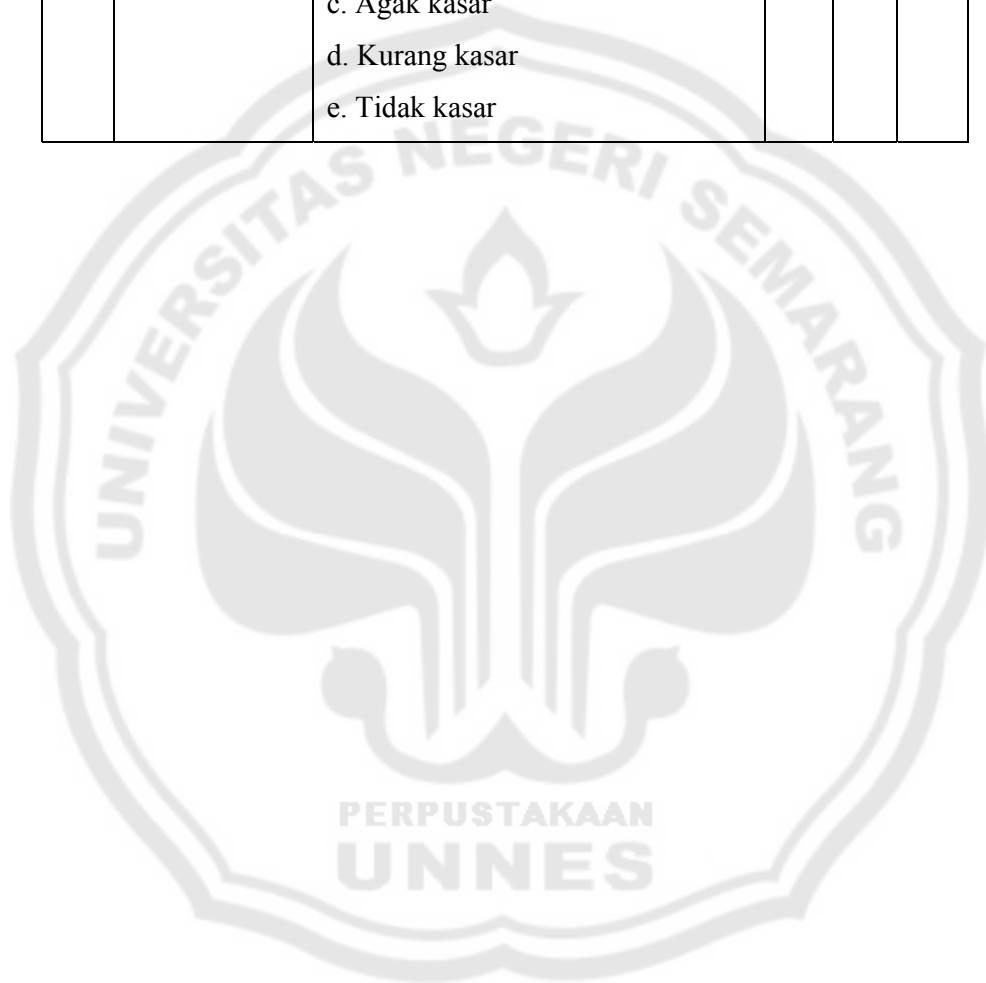 c. Agak kasar
d. Kurang kasar
e. Tidak kasar
UNIVERSITAS NEGERI SEMARANG
PERPUSTAKAAN
UNNES